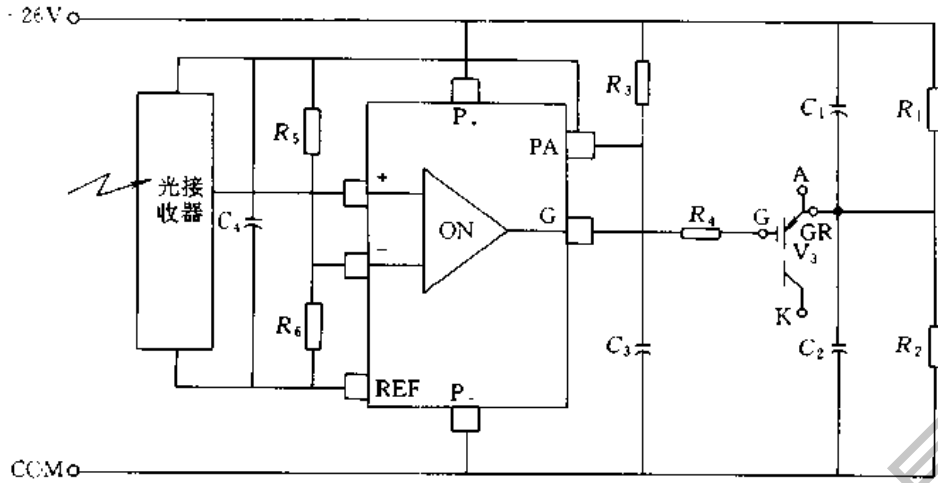 - 26V
P.
R₃
C₁
R₁
R₅
PA
光接
收器
C₄
+
A
ON
G
R₄
G
GR
V₃
−
K
R₆
C₃
C₂
R₂
REF
P-
COM